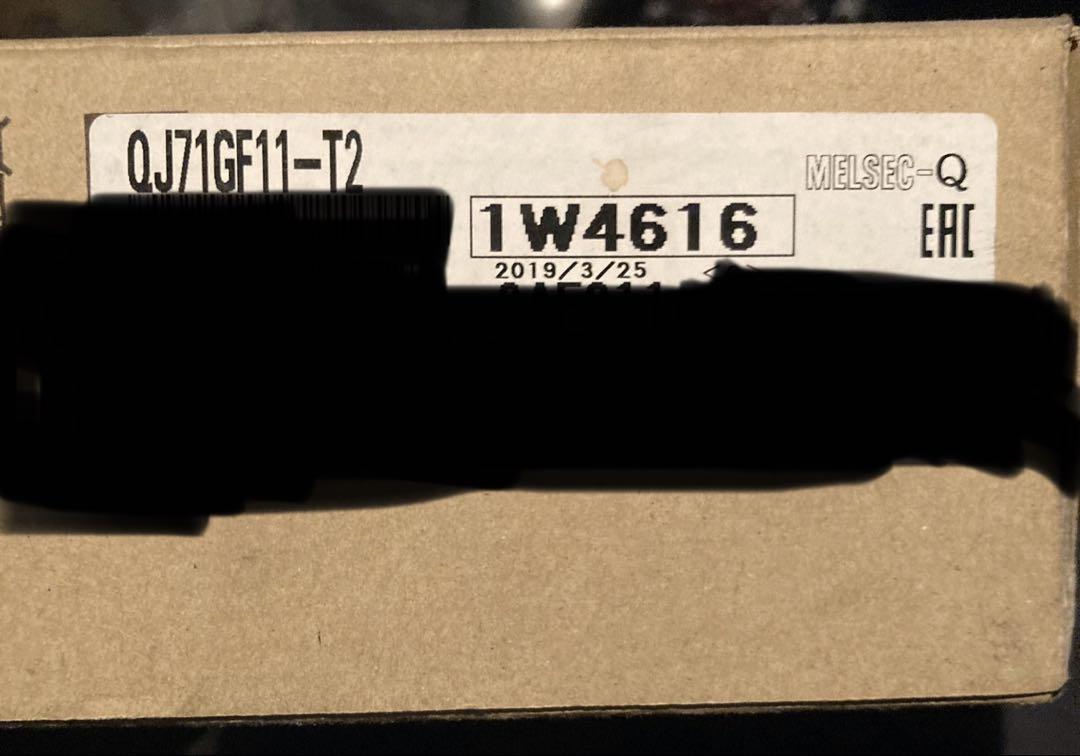 QJ71GF11-T2
MELSEC-Q
1W4616
EAC
2019/3/25